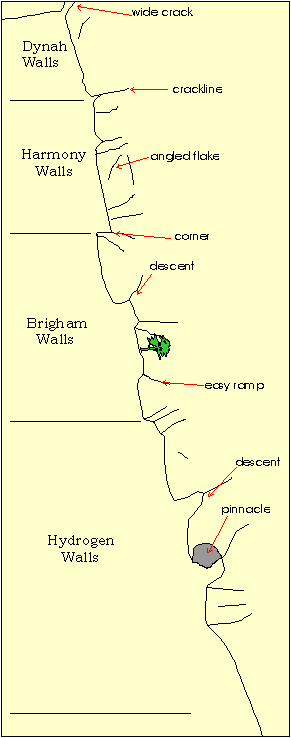 wide crack
Dynah
Walls
crackline
Harmony
Walls
angled flake
corner
descent
Brigham
Walls
easy ramp
descent
pinnacle
Hydrogen
Walls